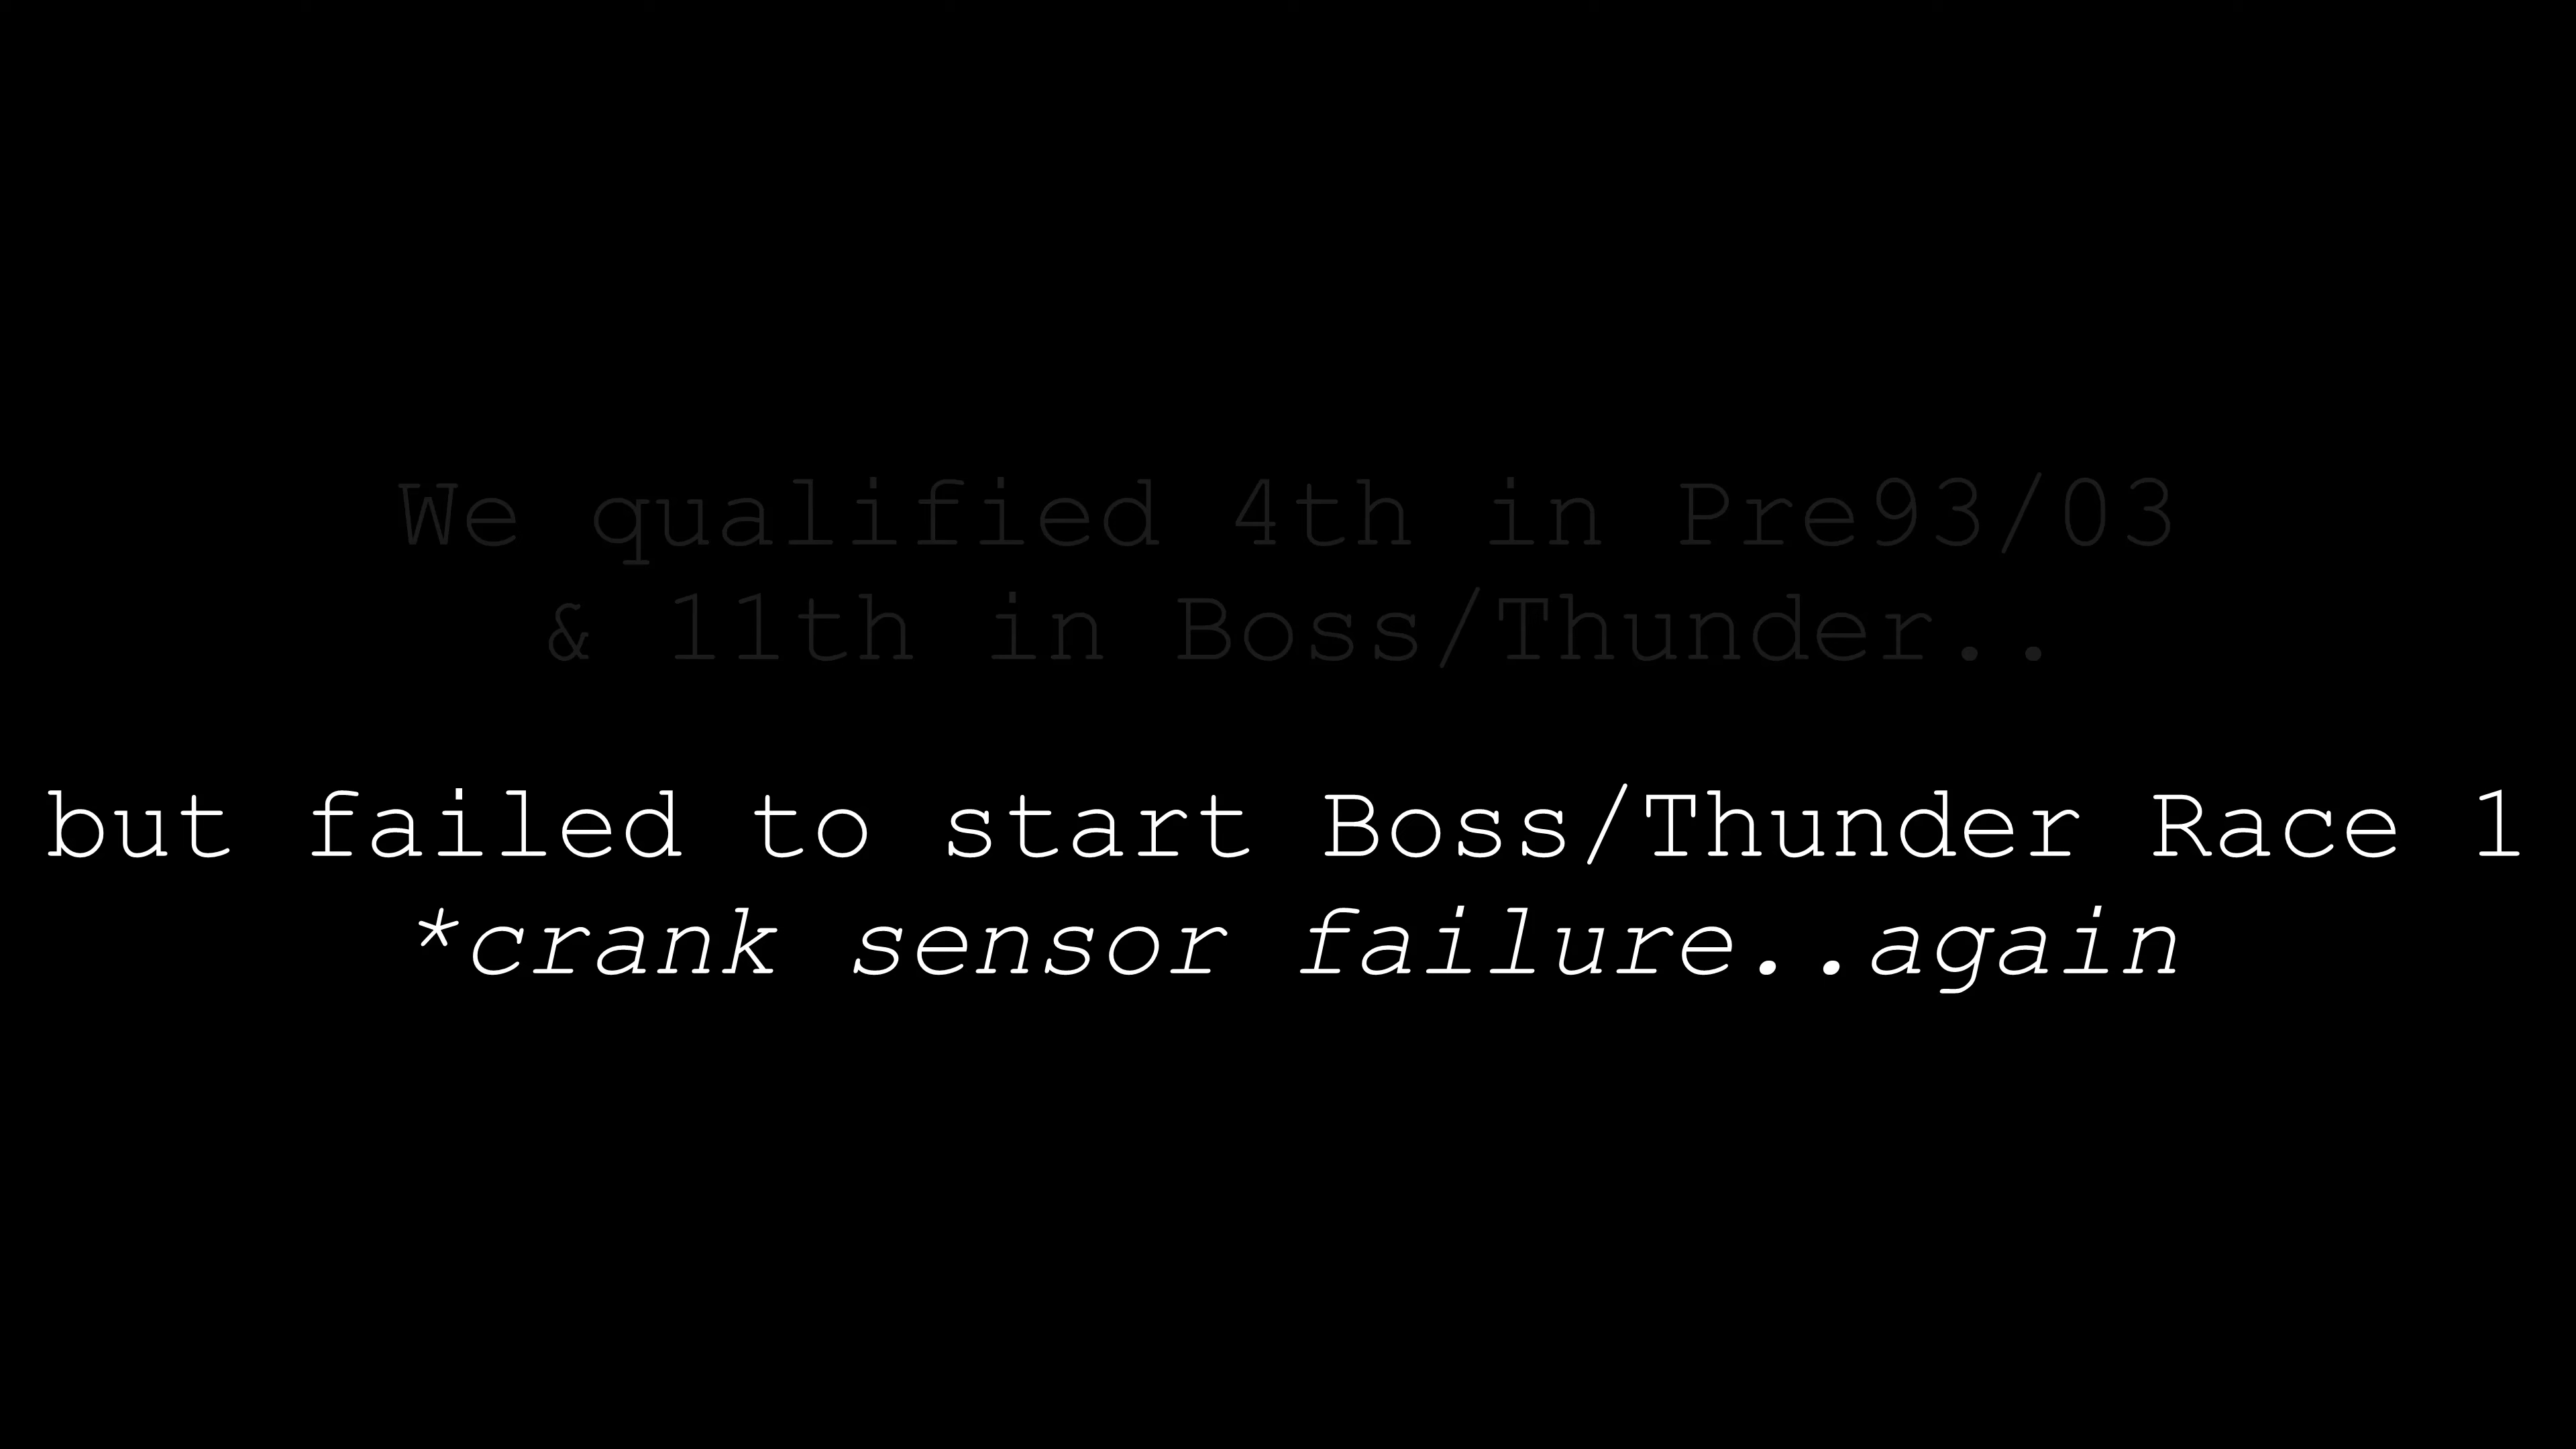 We qualified 4th in Pre93/03
& 11th in Boss/Thunder..
but failed to start Boss/Thunder Race 1
*crank sensor failure..again